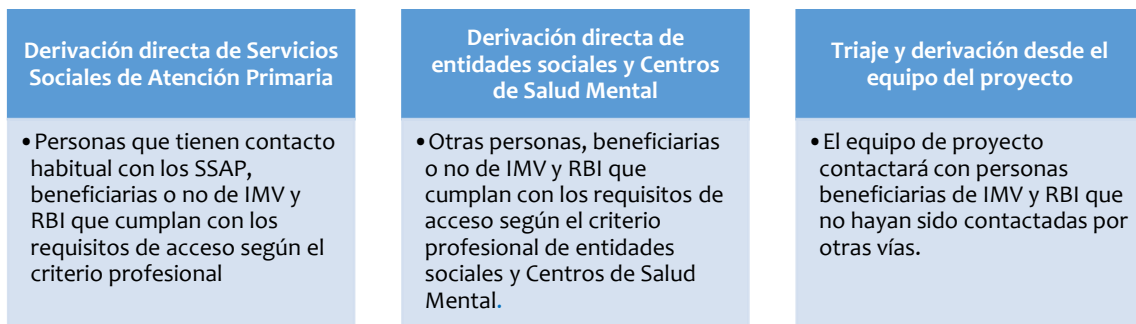 Derivación directa de Servicios
Sociales de Atención Primaria
•Personas que tienen contacto
habitual con los SSAP,
beneficiarias o no de IMV y
RBI que cumplan con los
requisitos de acceso según el
criterio profesional
Derivación directa de
entidades sociales y Centros
de Salud Mental
•Otras personas, beneficiarias
o no de IMV y RBI que
cumplan con los requisitos de
acceso según el criterio
profesional de entidades
sociales y Centros de Salud
Mental.
Triaje y derivación desde el
equipo del proyecto
•El equipo de proyecto
contactará con personas
beneficiarias de IMV y RBI que
no hayan sido contactadas por
otras vías.